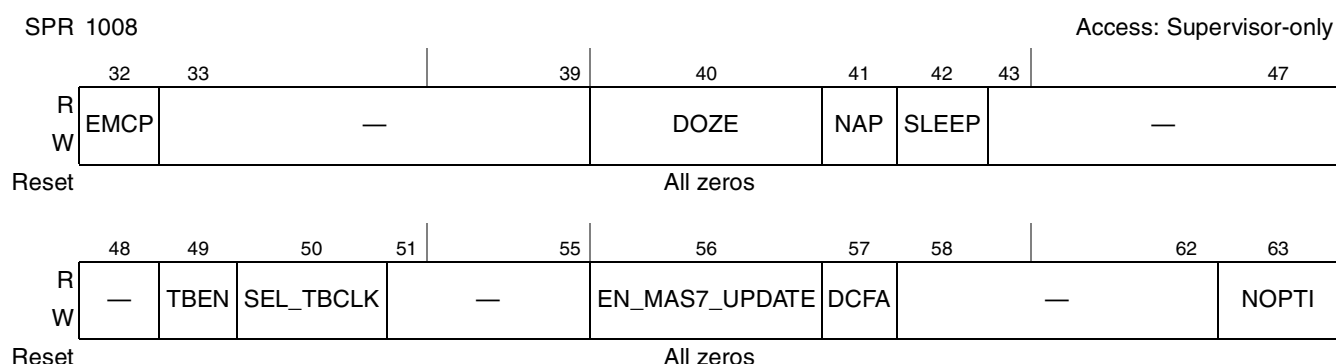 SPR 1008 Access: Supervisor-only
32 33 39 40 41 42 43 47
R
W
EMCP — DOZE NAP SLEEP —
Reset All zeros
48 49 50 51 55 56 57 58 62 63
R
W
— TBEN SEL_TBCLK — EN_MAS7_UPDATE DCFA — NOPTI
Reset All zeros